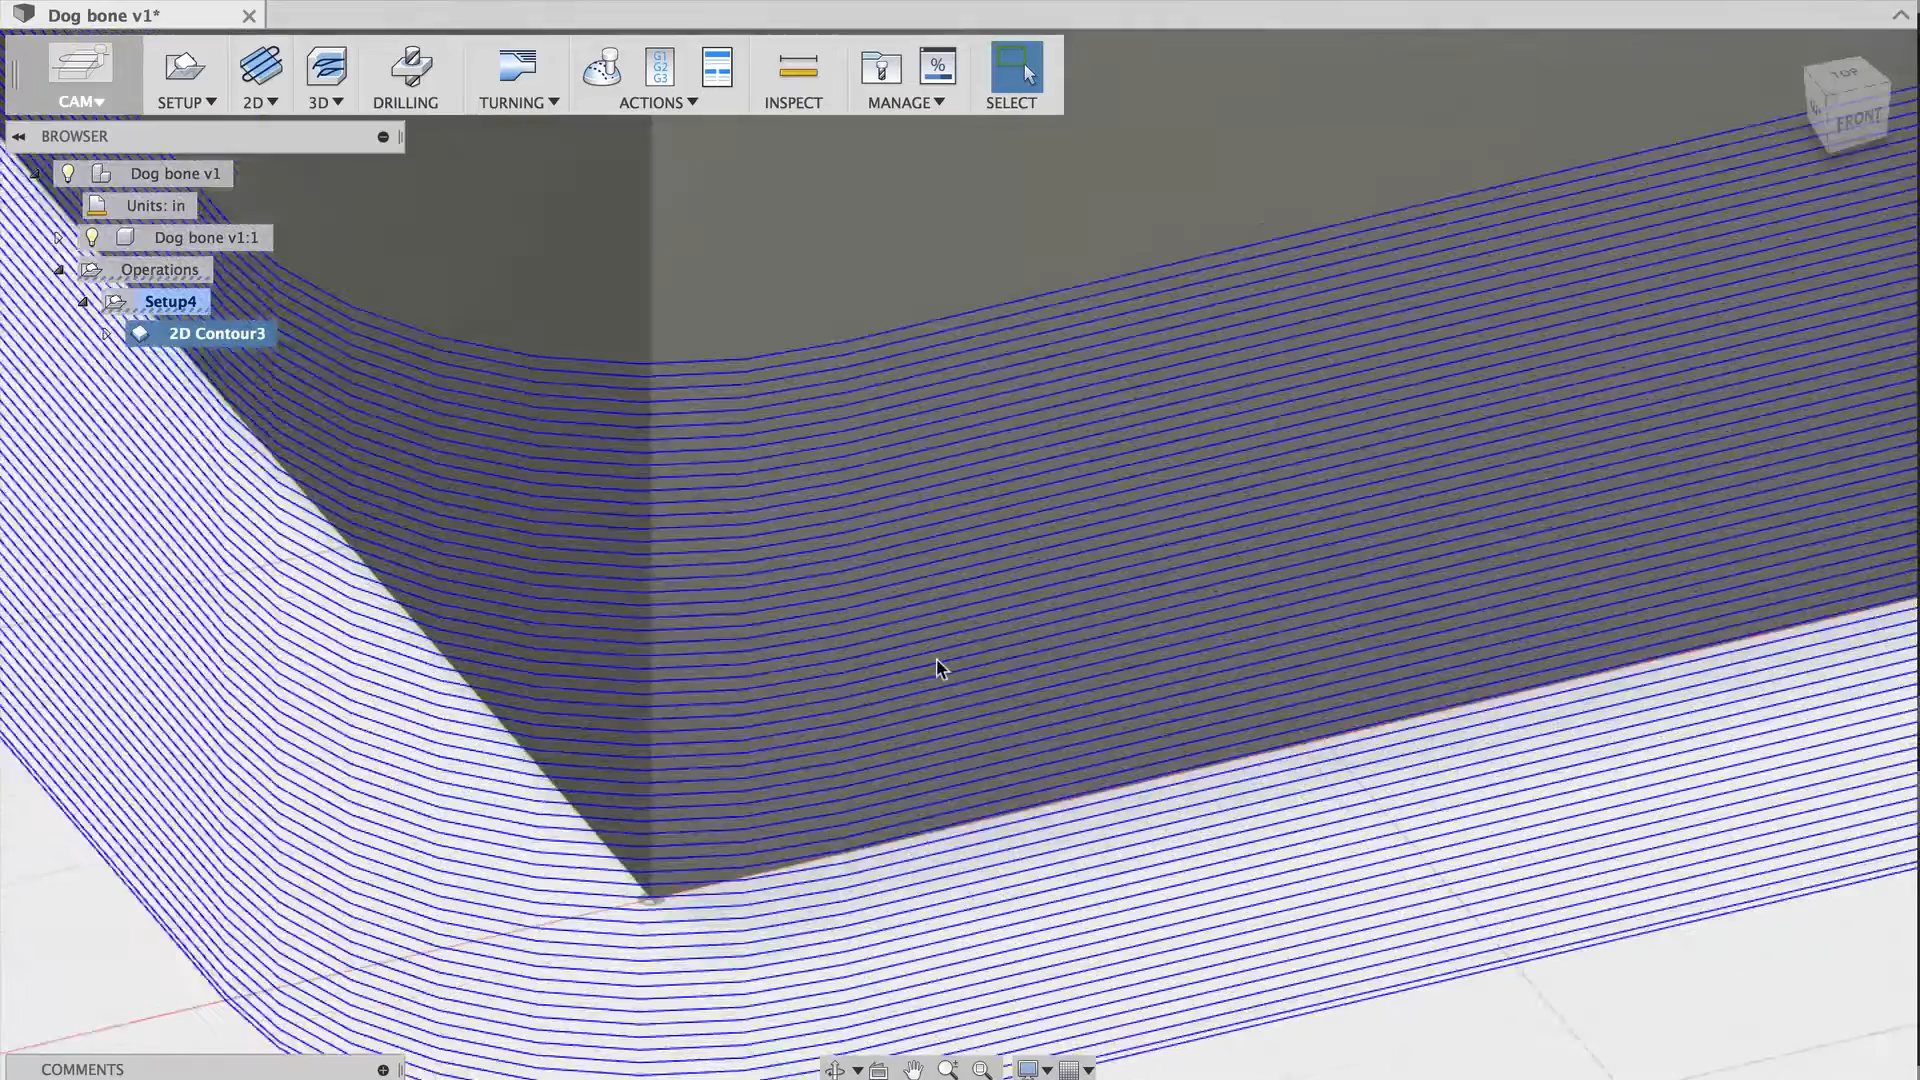 Dog bone v1*
CAM
SETUP
2D
3D
DRILLING
TURNING
G1
G2
G3
ACTIONS
INSPECT
%
MANAGE
SELECT
TOP
FRONT
BROWSER
Dog bone v1
Units: in
Dog bone v1:1
Operations
Setup4
2D Contour3
COMMENTS